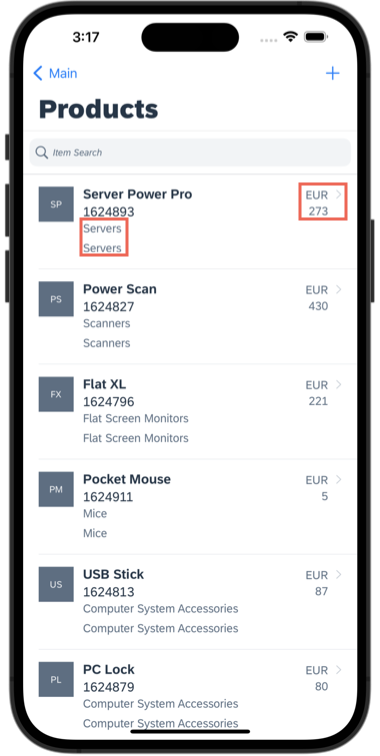 3:17
Main
+
Products
Item Search
SP
Server Power Pro
EUR
1624893
273
Servers
Servers
PS
Power Scan
EUR
1624827
430
Scanners
Scanners
FX
Flat XL
EUR
1624796
221
Flat Screen Monitors
Flat Screen Monitors
PM
Pocket Mouse
EUR
1624911
5
Mice
Mice
US
USB Stick
EUR
1624813
87
Computer System Accessories
Computer System Accessories
PL
PC Lock
EUR
1624879
80
Computer System Accessories
Computer System Accessories